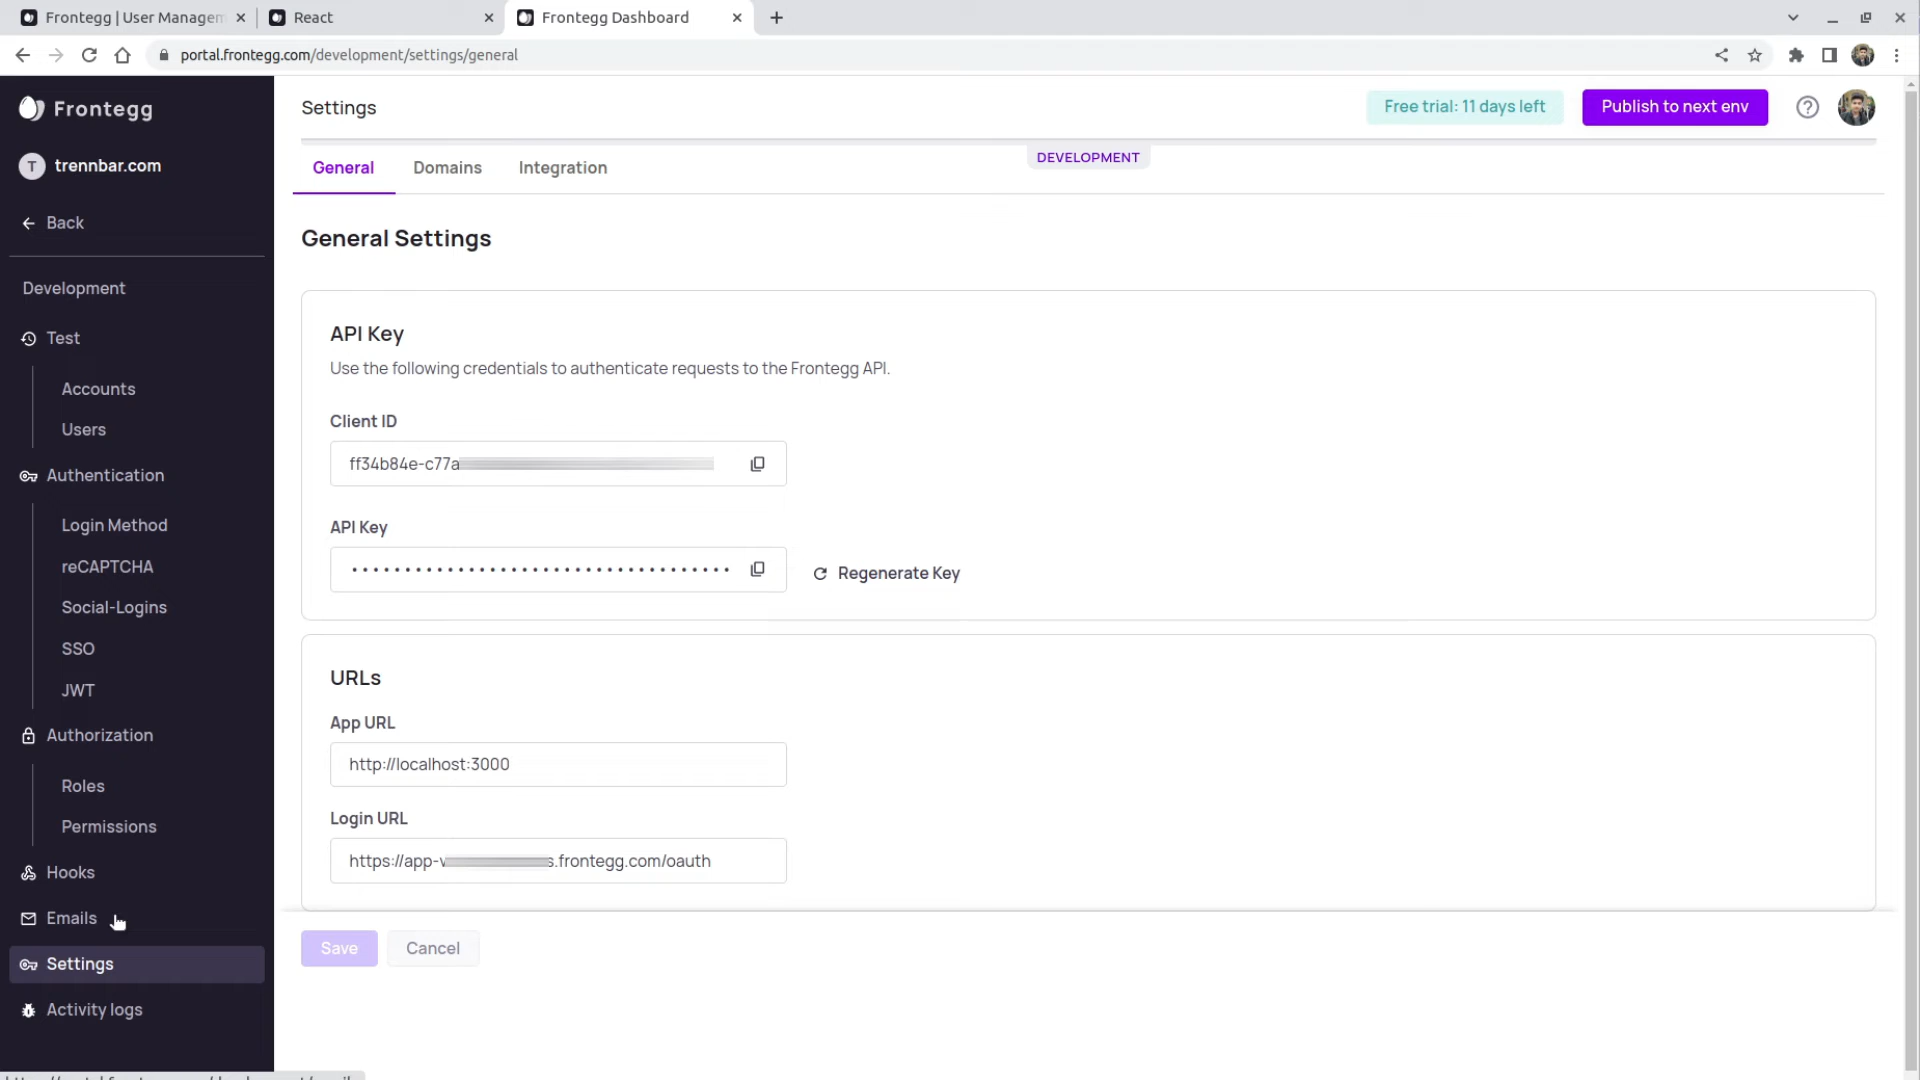 Frontegg | User Managem
React
Frontegg Dashboard
portal.frontegg.com/development/settings/general
Frontegg
T trennbar.com
Back
Development
Test
Accounts
Users
Authentication
Login Method
reCAPTCHA
Social-Logins
SSO
JWT
Authorization
Roles
Permissions
Hooks
Emails
Settings
Activity logs
Settings
Free trial: 11 days left
Publish to next env
General
Domains
Integration
DEVELOPMENT
General Settings
API Key
Use the following credentials to authenticate requests to the Frontegg API.
Client ID
ff34b84e-c77a
API Key
Regenerate Key
URLs
App URL
http://localhost:3000
Login URL
https://app-v s.frontegg.com/oauth
Save
Cancel